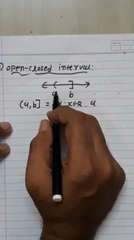 open-closed interval:
a b
(a,b] = x:x∈R, a